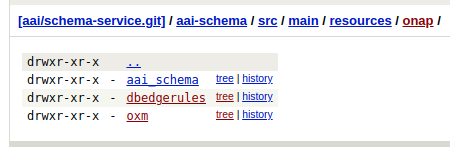 [aai/schema-service.git] / aai-schema / src / main / resources / onap /
drwxr-xr-x ..
drwxr-xr-x - aai_schema tree | history
drwxr-xr-x - dbedgerules tree | history
drwxr-xr-x - oxm tree | history